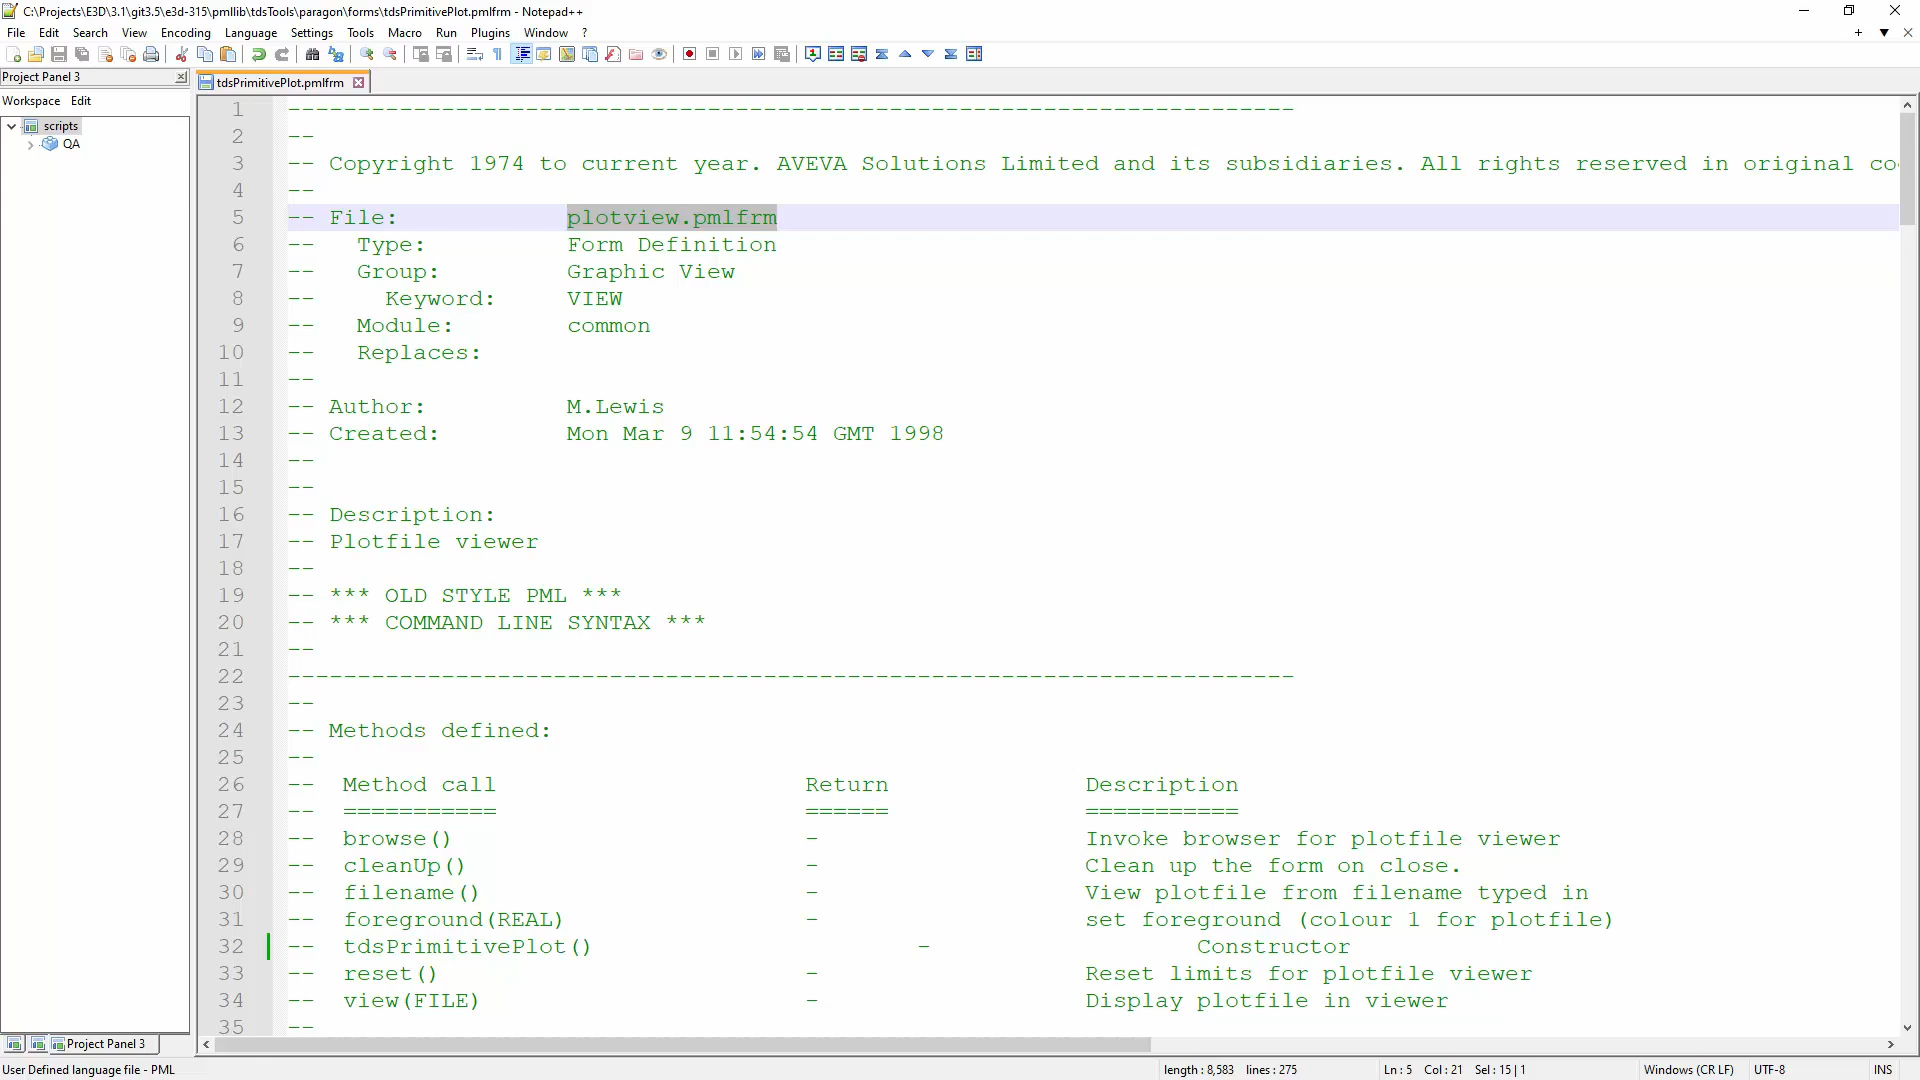 C:\Projects\E3D\3.1\git3.5\e3d-315\pmllib\tdsTools\paragon\forms\tdsPrimitivePlot.pmlfrm - Notepad++
File Edit Search View Encoding Language Settings Tools Macro Run Plugins Window ?
Project Panel 3
tdsPrimitivePlot.pmlfrm
Workspace Edit
scripts
QA
1 ------------------------------------------------------------------------
2 --
3 -- Copyright 1974 to current year. AVEVA Solutions Limited and its subsidiaries. All rights reserved in original co
4 --
5 -- File: plotview.pmlfrm
6 -- Type: Form Definition
7 -- Group: Graphic View
8 -- Keyword: VIEW
9 -- Module: common
10 -- Replaces:
11 --
12 -- Author: M.Lewis
13 -- Created: Mon Mar 9 11:54:54 GMT 1998
14 --
15 --
16 -- Description:
17 -- Plotfile viewer
18 --
19 -- *** OLD STYLE PML ***
20 -- *** COMMAND LINE SYNTAX ***
21 --
22 ------------------------------------------------------------------------
23 --
24 -- Methods defined:
25 --
26 -- Method call Return Description
27 -- =========== ====== ===========
28 -- browse() - Invoke browser for plotfile viewer
29 -- cleanUp() - Clean up the form on close.
30 -- filename() - View plotfile from filename typed in
31 -- foreground(REAL) - set foreground (colour 1 for plotfile)
32 -- tdsPrimitivePlot() - Constructor
33 -- reset() - Reset limits for plotfile viewer
34 -- view(FILE) - Display plotfile in viewer
35 --
Project Panel 3
User Defined language file - PML length : 8,583 lines : 275 Ln : 5 Col : 21 Sel : 15 | 1 Windows (CR LF) UTF-8 INS